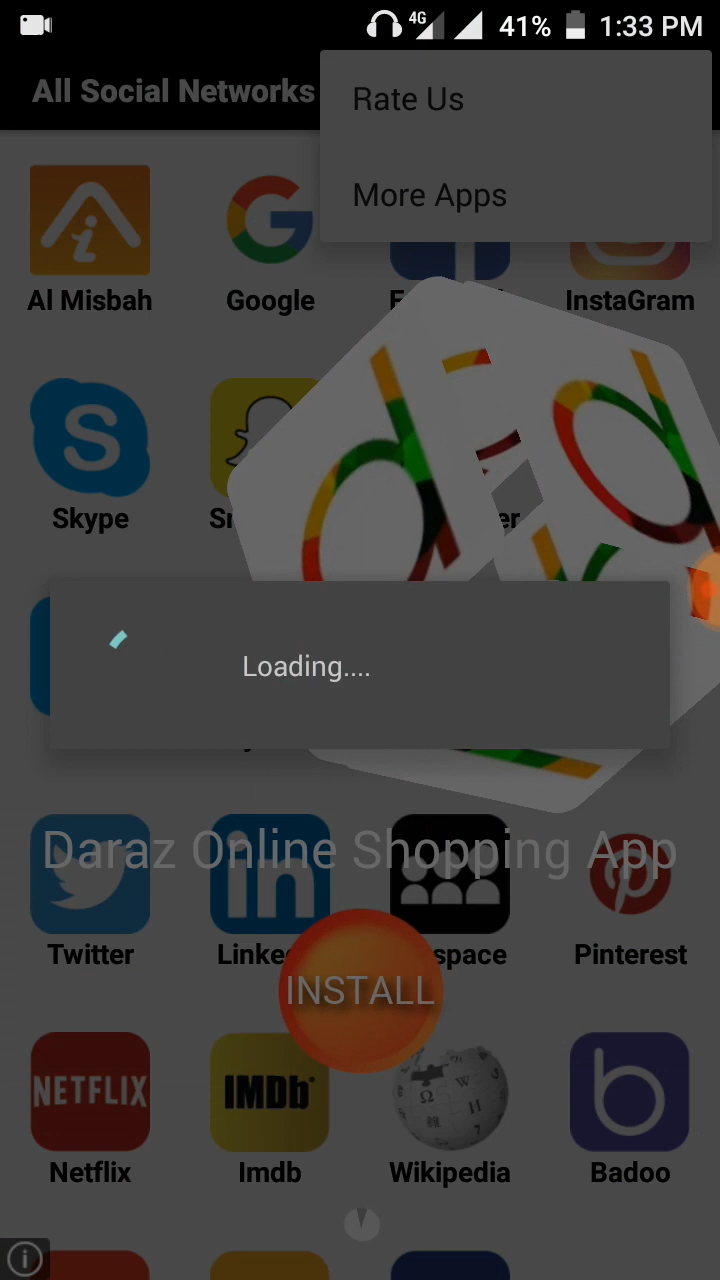 4G 41% 1:33 PM
All Social Networks
Rate Us
More Apps
Al Misbah Google InstaGram
Skype
Loading....
Daraz Online Shopping App
Twitter Pinterest
INSTALL
NETFLIX IMDb
Netflix Imdb Wikipedia Badoo